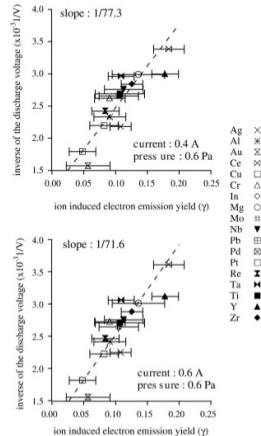 slope : 1/77.3
inverse of the discharge voltage (x10⁻³1/V)
4.0
3.5
3.0
2.5
2.0
1.5
current : 0.4 A
pressure : 0.6 Pa
0.00 0.05 0.10 0.15 0.20 0.25
ion induced electron emission yield (γ)
Ag
Al
Au
Ce
Cu
Cr
In
Mg
Mo
Nb
Pb
Pd
Pt
Re
Ta
Ti
Y
Zr
slope : 1/71.6
inverse of the discharge voltage (x10⁻³1/V)
4.0
3.5
3.0
2.5
2.0
1.5
current : 0.6 A
pres sure : 0.6 Pa
0.00 0.05 0.10 0.15 0.20 0.25
ion induced electron emission yield (γ)